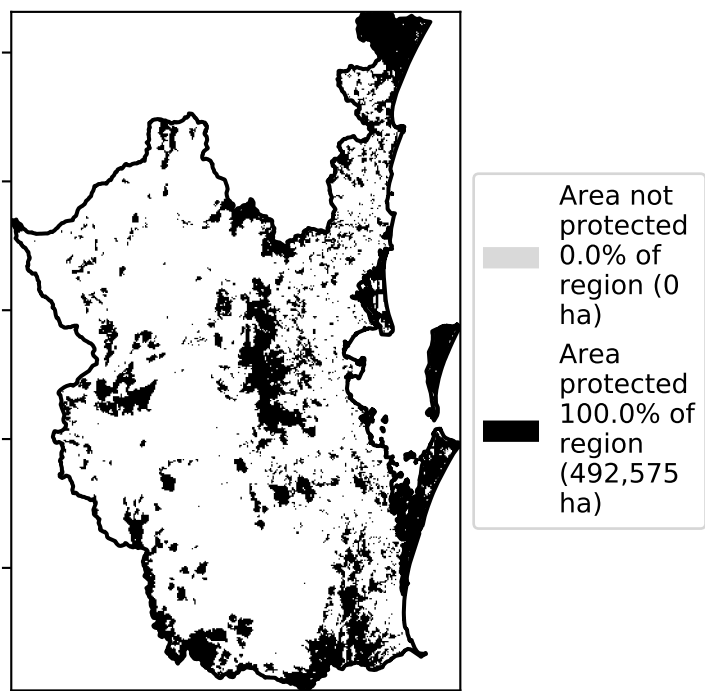 Area not
protected
0.0% of
region (0
ha)
Area
protected
100.0% of
region
(492,575
ha)